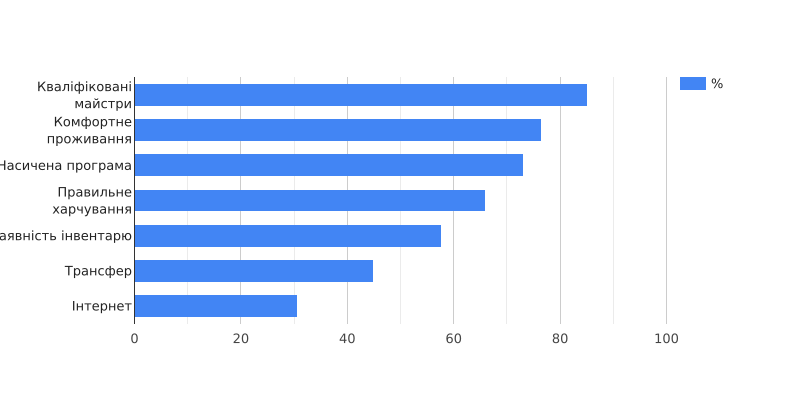 Кваліфіковані
майстри
Комфортне
проживання
Насичена програма
Правильне
харчування
аявність інвентарю
Трансфер
Інтернет
0 20 40 60 80 100
%